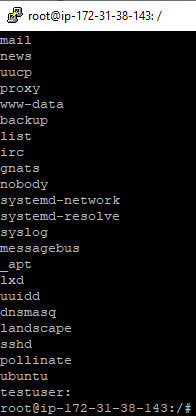 root@ip-172-31-38-143: /
mail
news
uucp
proxy
www-data
backup
list
irc
gnats
nobody
systemd-network
systemd-resolve
syslog
messagebus
_apt
lxd
uuidd
dnsmasq
landscape
sshd
pollinate
ubuntu
testuser:
root@ip-172-31-38-143:/#